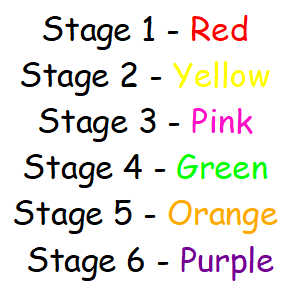 Stage 1 - Red
Stage 2 - Yellow
Stage 3 - Pink
Stage 4 - Green
Stage 5 - Orange
Stage 6 - Purple